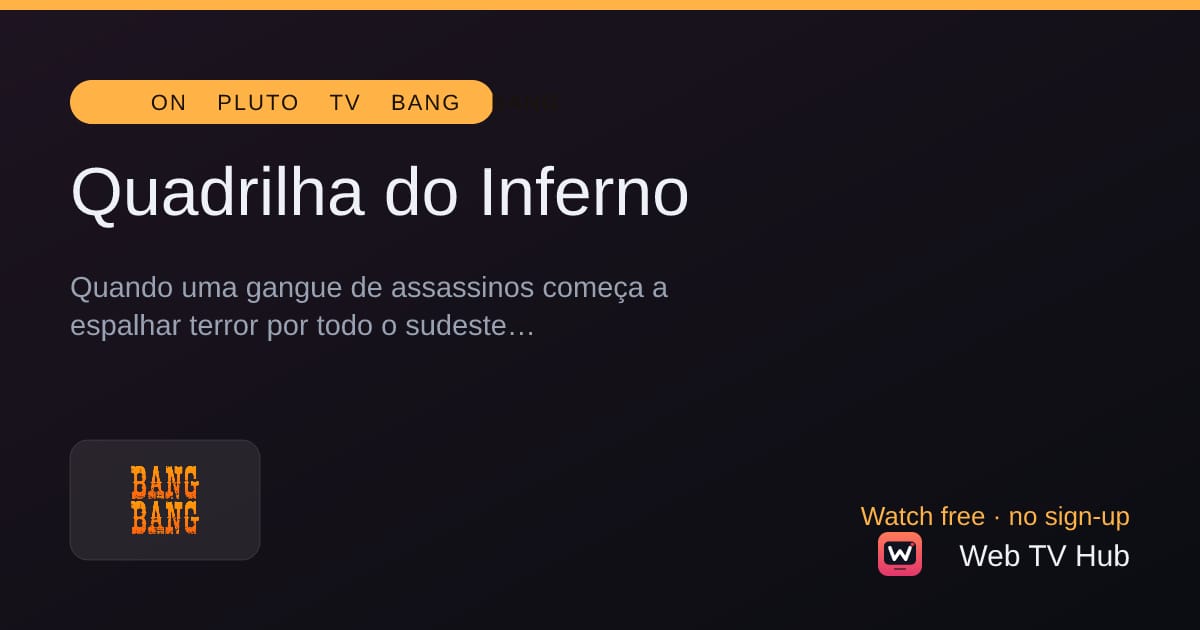 ON PLUTO TV BANG BANG
Quadrilha do Inferno
Quando uma gangue de assassinos começa a
espalhar terror por todo o sudeste…
BANG
BANG
Watch free · no sign-up
Web TV Hub